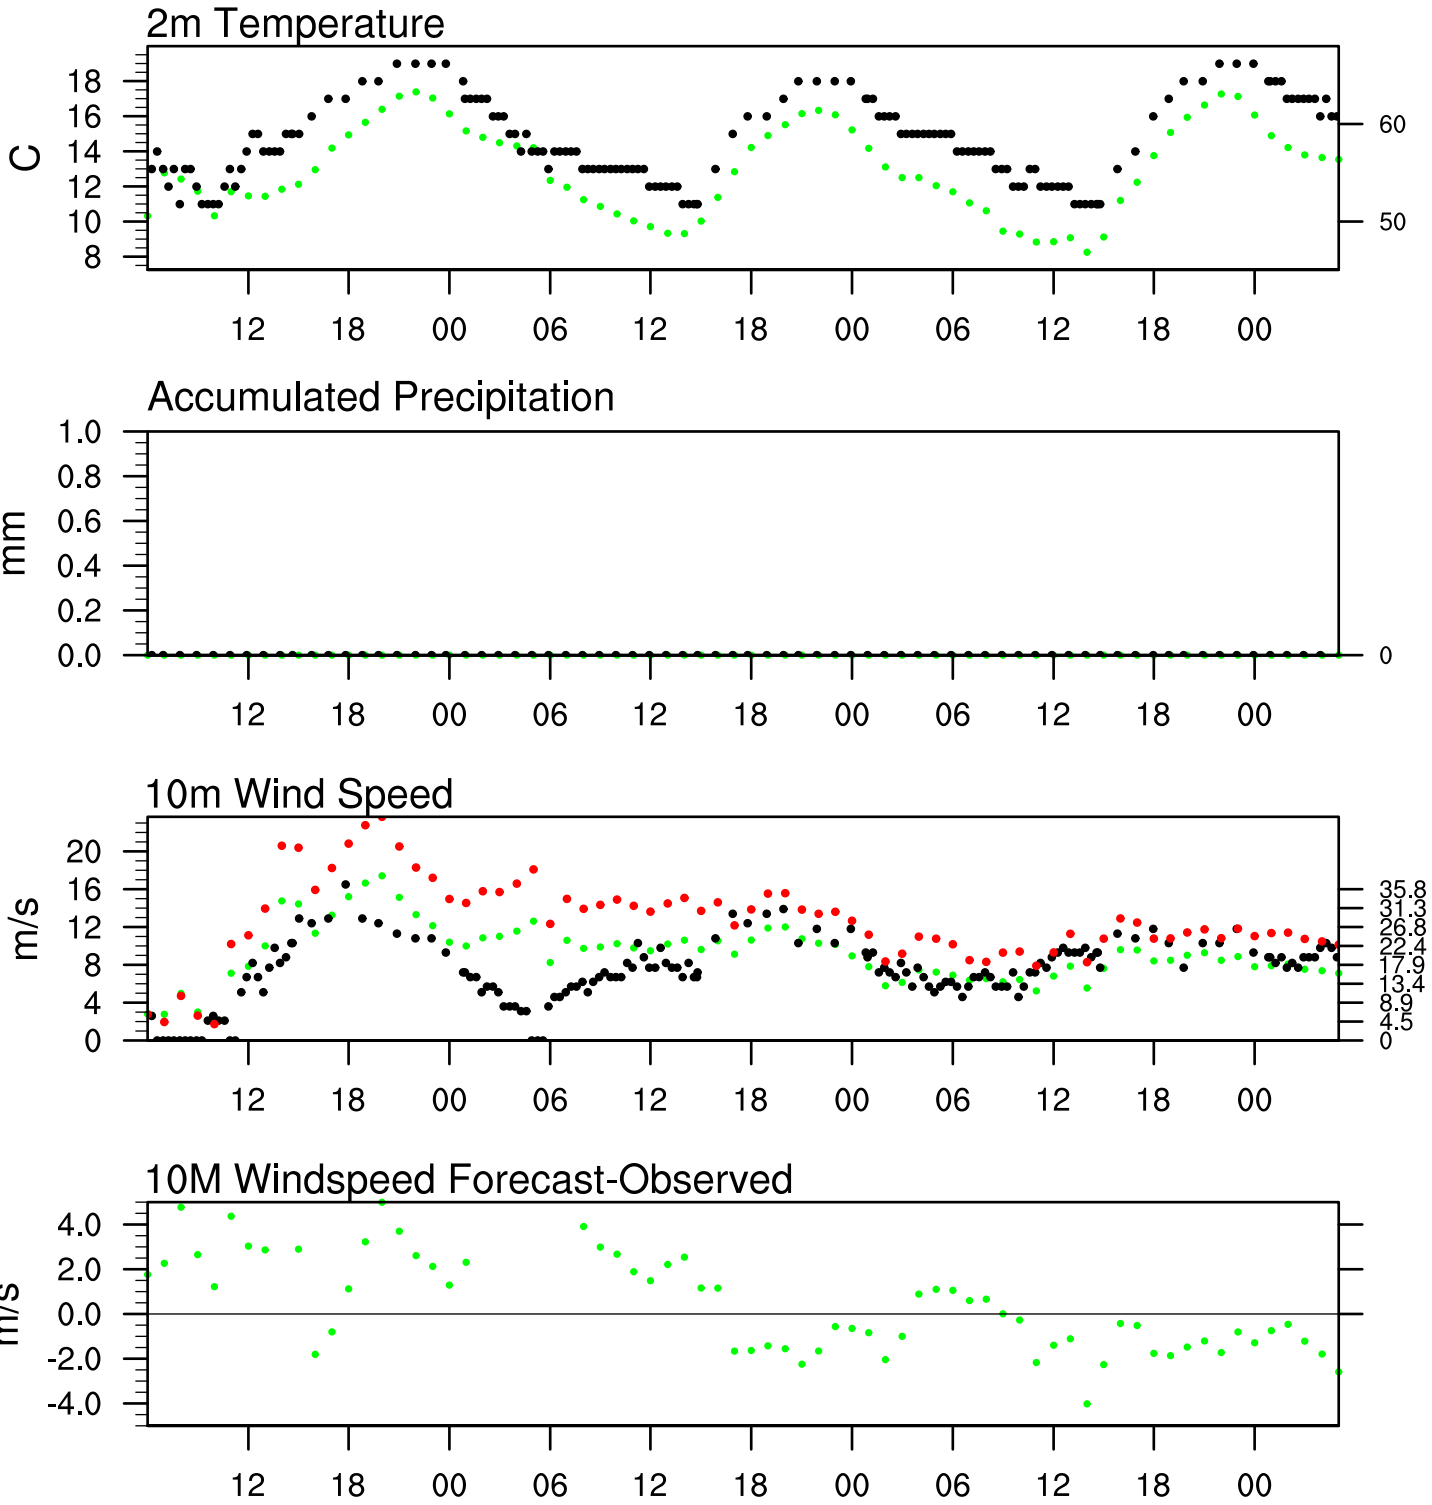 2m Temperature
18
16
14
12
10
8
C
60
50
12 18 00 06 12 18 00 06 12 18 00
Accumulated Precipitation
1.0
0.8
0.6
0.4
0.2
0.0
mm
0
12 18 00 06 12 18 00 06 12 18 00
10m Wind Speed
20
16
12
8
4
0
m/s
35.8
31.3
26.8
22.4
17.9
13.4
8.9
4.5
0
12 18 00 06 12 18 00 06 12 18 00
10M Windspeed Forecast-Observed
4.0
2.0
0.0
-2.0
-4.0
m/s
12 18 00 06 12 18 00 06 12 18 00